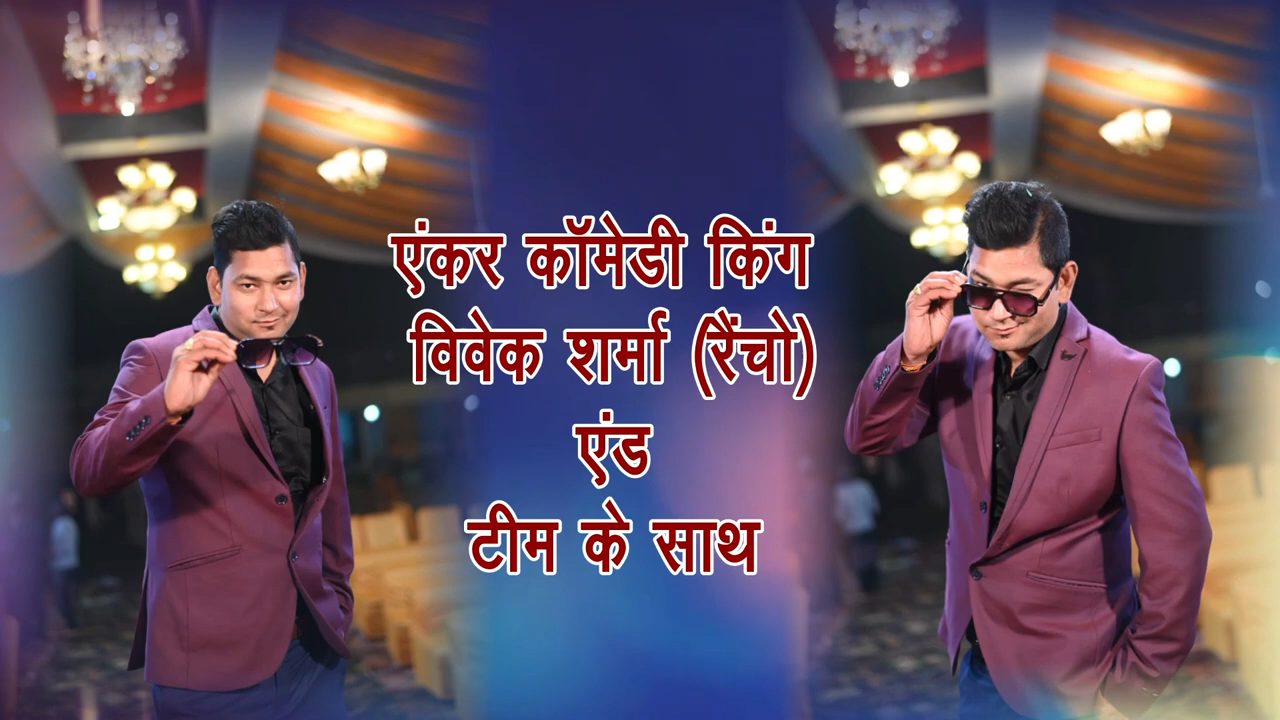 एंकर कॉमेडी किंग
विवेक शर्मा (रैंचो)
एंड
टीम के साथ